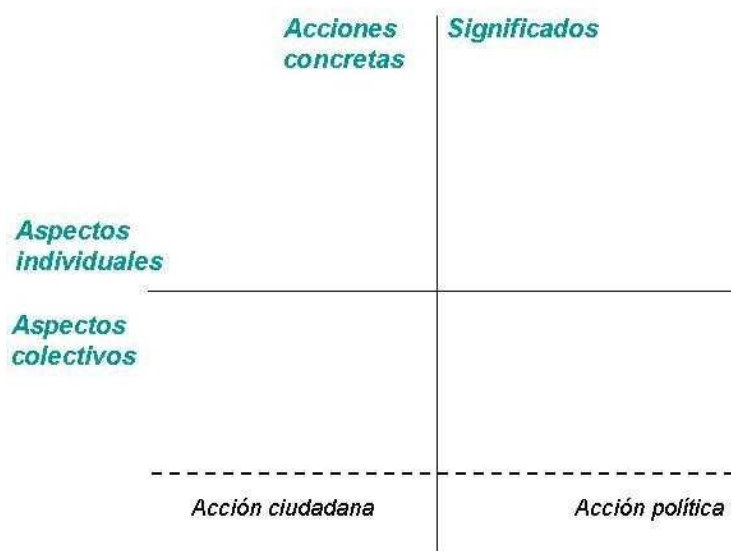 Acciones
concretas
Significados
Aspectos
individuales
Aspectos
colectivos
Acción ciudadana
Acción política